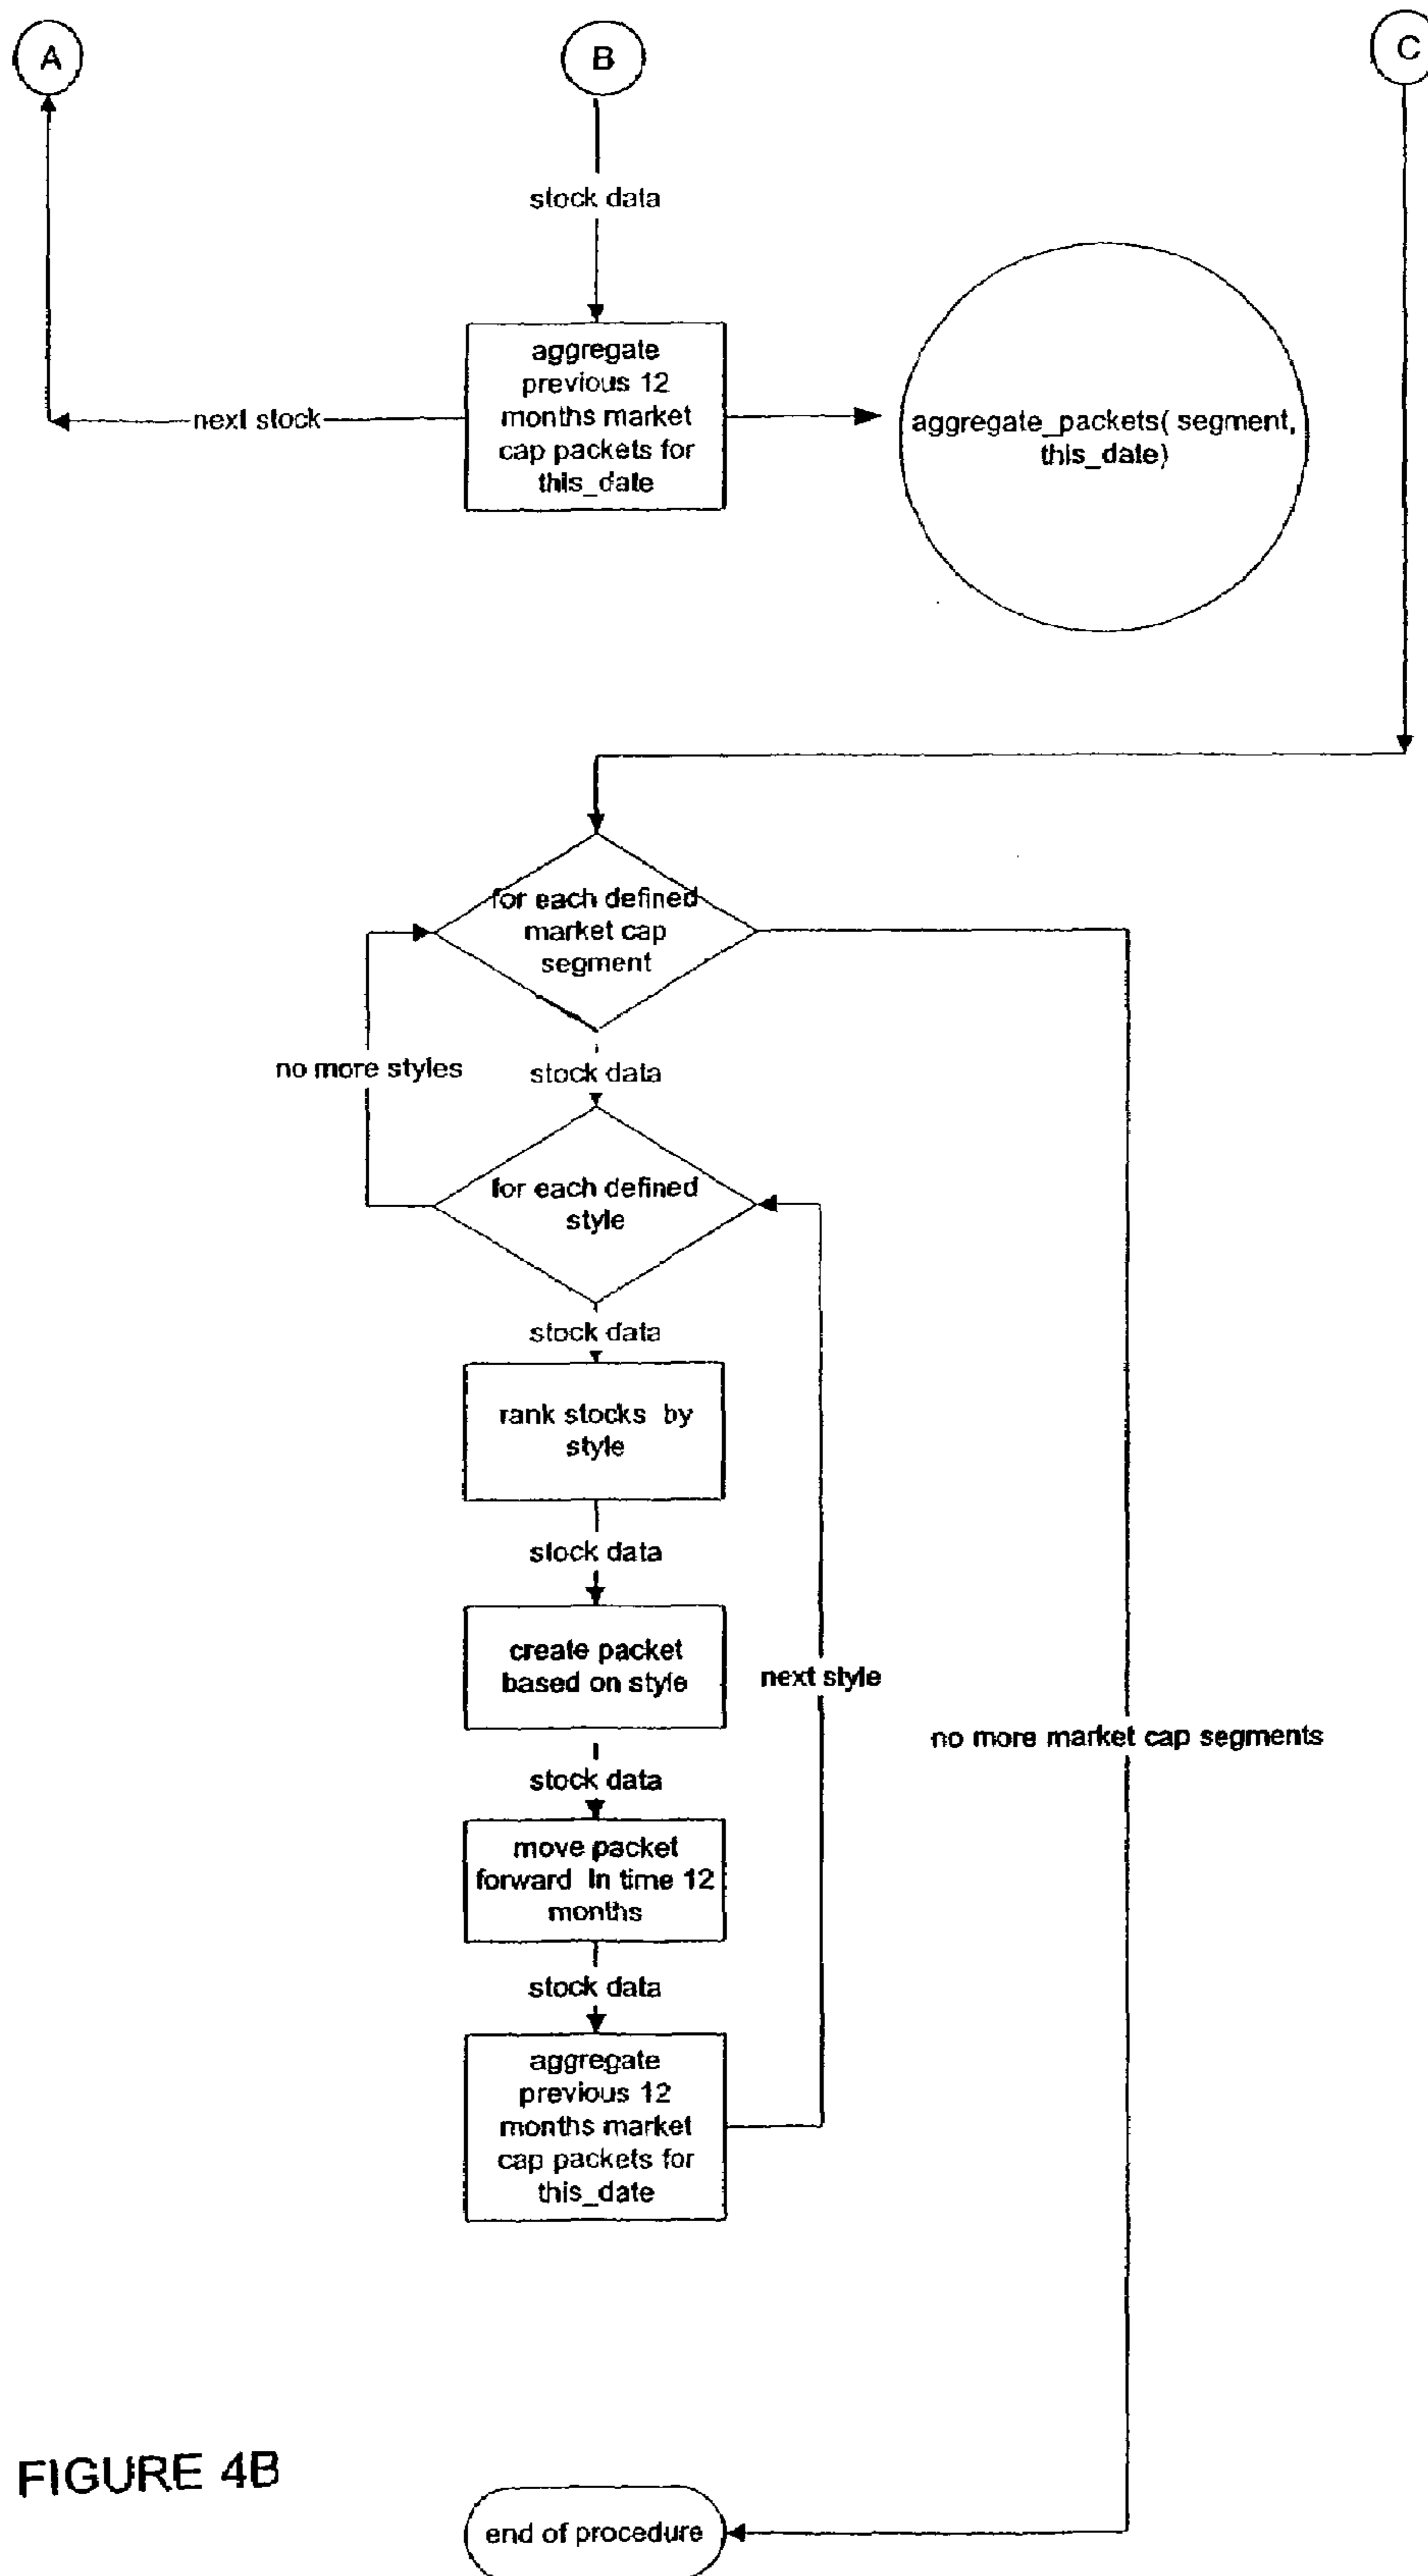 A
B
C
stock data
aggregate
previous 12
months market
cap packets for
this_date
next stock
aggregate_packets( segment,
this_date)
for each defined
market cap
segment
no more styles
stock data
for each defined
style
stock data
rank stocks by
style
stock data
create packet
based on style
next style
no more market cap segments
stock data
move packet
forward In time 12
months
stock data
aggregate
previous 12
months market
cap packets for
this_date
FIGURE 4B
end of procedure